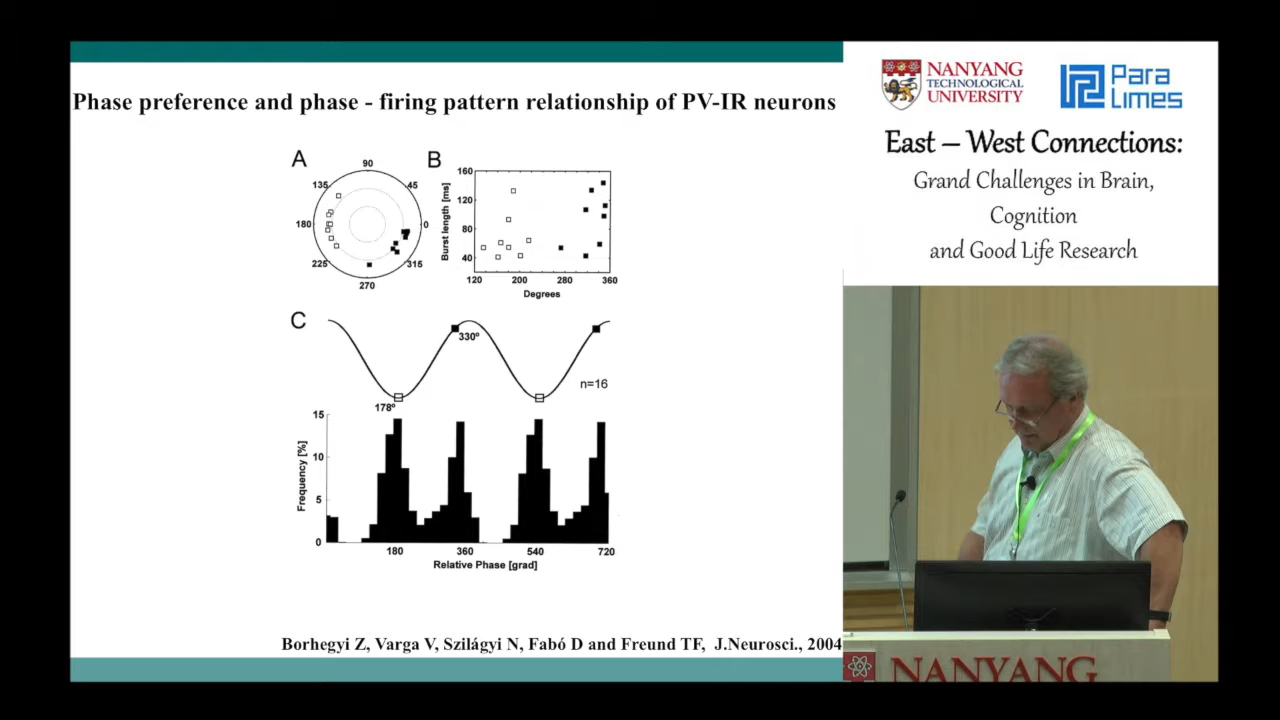 Phase preference and phase - firing pattern relationship of PV-IR neurons
A
90
135
45
180
0
225
315
270
B
Burst length [ms]
160
120
80
40
120
200
280
360
Degrees
C
330º
178º
n=16
Frequency [%]
15
10
5
0
180
360
540
720
Relative Phase [grad]
Borhegyi Z, Varga V, Szilágyi N, Fabó D and Freund TF, J.Neurosci., 2004
NANYANG
TECHNOLOGICAL
UNIVERSITY
Para
Limes
East – West Connections:
Grand Challenges in Brain,
Cognition
and Good Life Research
NANYANG